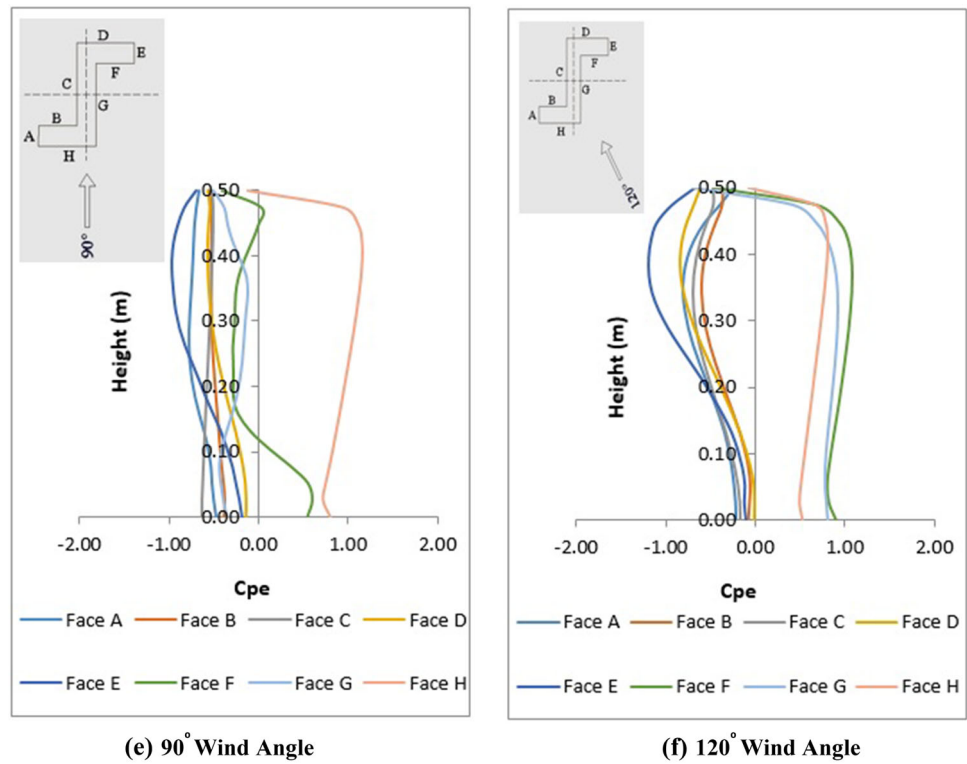 D
E
F
C
G
B
A
H
90°
0.50
0.40
0.30
0.20
0.10
0.00
Height (m)
-2.00 -1.00 0.00 1.00 2.00
Cpe
Face A Face B Face C Face D
Face E Face F Face G Face H
(e) 90° Wind Angle
D
E
F
C
G
B
A
H
120°
0.50
0.40
0.30
0.20
0.10
0.00
Height (m)
-2.00 -1.00 0.00 1.00 2.00
Cpe
Face A Face B Face C Face D
Face E Face F Face G Face H
(f) 120° Wind Angle